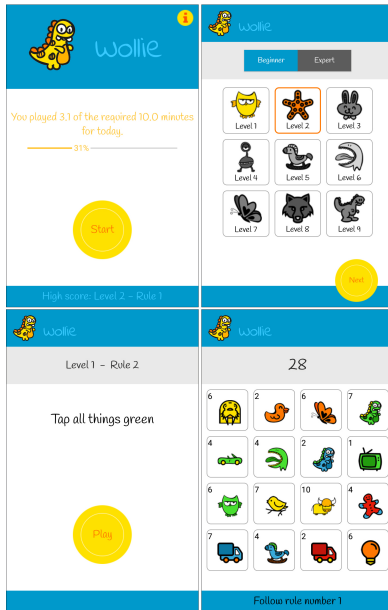 i
Wollie
You played 3.1 of the required 10.0 minutes
for today.
31%
Start
High score: Level 2 - Rule 1
Wollie
Beginner Expert
Level 1 Level 2 Level 3
Level 4 Level 5 Level 6
Level 7 Level 8 Level 9
Next
Wollie
Level 1 - Rule 2
Tap all things green
Play
Wollie
28
6 2 6 7
4 4 2 1
6 7 10 4
7 4 2 6
Follow rule number 1